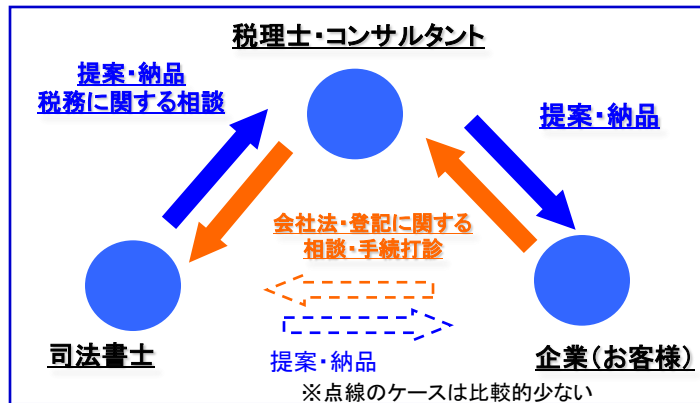 税理士・コンサルタント
提案・納品
税務に関する相談
提案・納品
会社法・登記に関する
相談・手続打診
司法書士
提案・納品
企業(お客様)
※点線のケースは比較的少ない